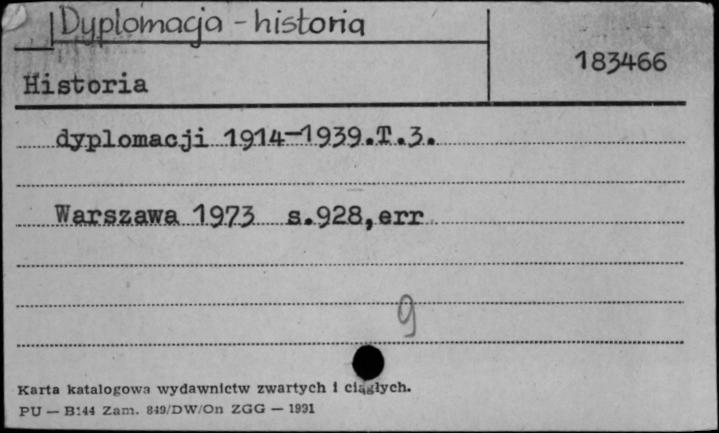 Dyplomacja - historia
183466
Historia
dyplomacji 1914-1939.T.3.
Warszawa 1973 s.928,err
9
Karta katalogowa wydawnictw zwartych i ciągłych.
PU — B144 Zam. 849/DW/On ZGG — 1991